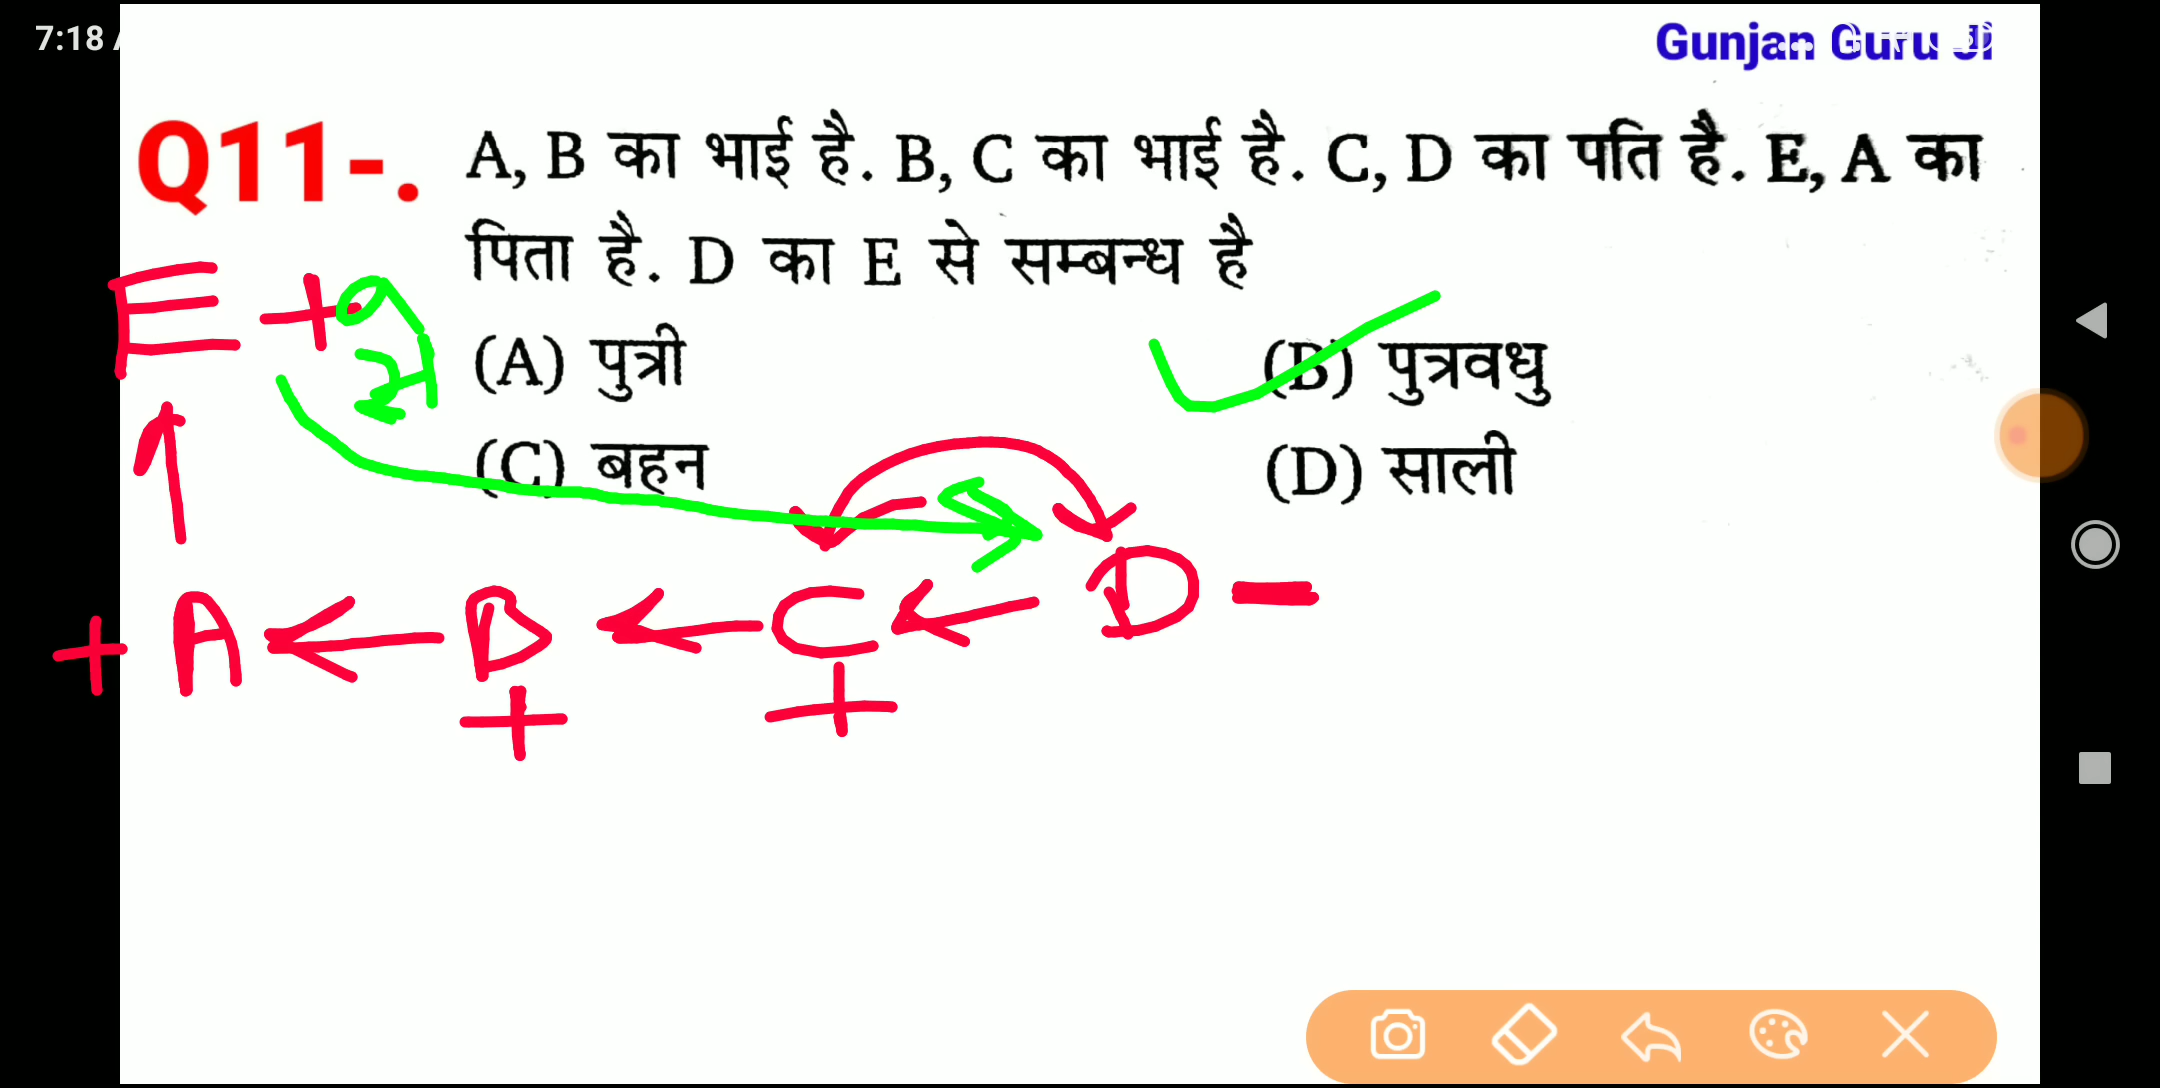 7:18
Gunjan Guru Ji
Q11-. A, B का भाई है. B, C का भाई है. C, D का पति है. E, A का
पिता है. D का E से सम्बन्ध है
(A) पुत्री (B) पुत्रवधु
(C) बहन (D) साली
E +
+ A B C D -
+ +